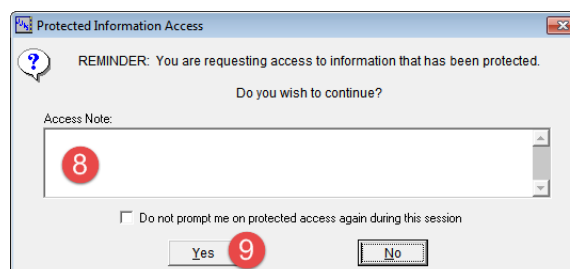 Protected Information Access
REMINDER: You are requesting access to information that has been protected.
Do you wish to continue?
Access Note:
8
Do not prompt me on protected access again during this session
Yes 9 No